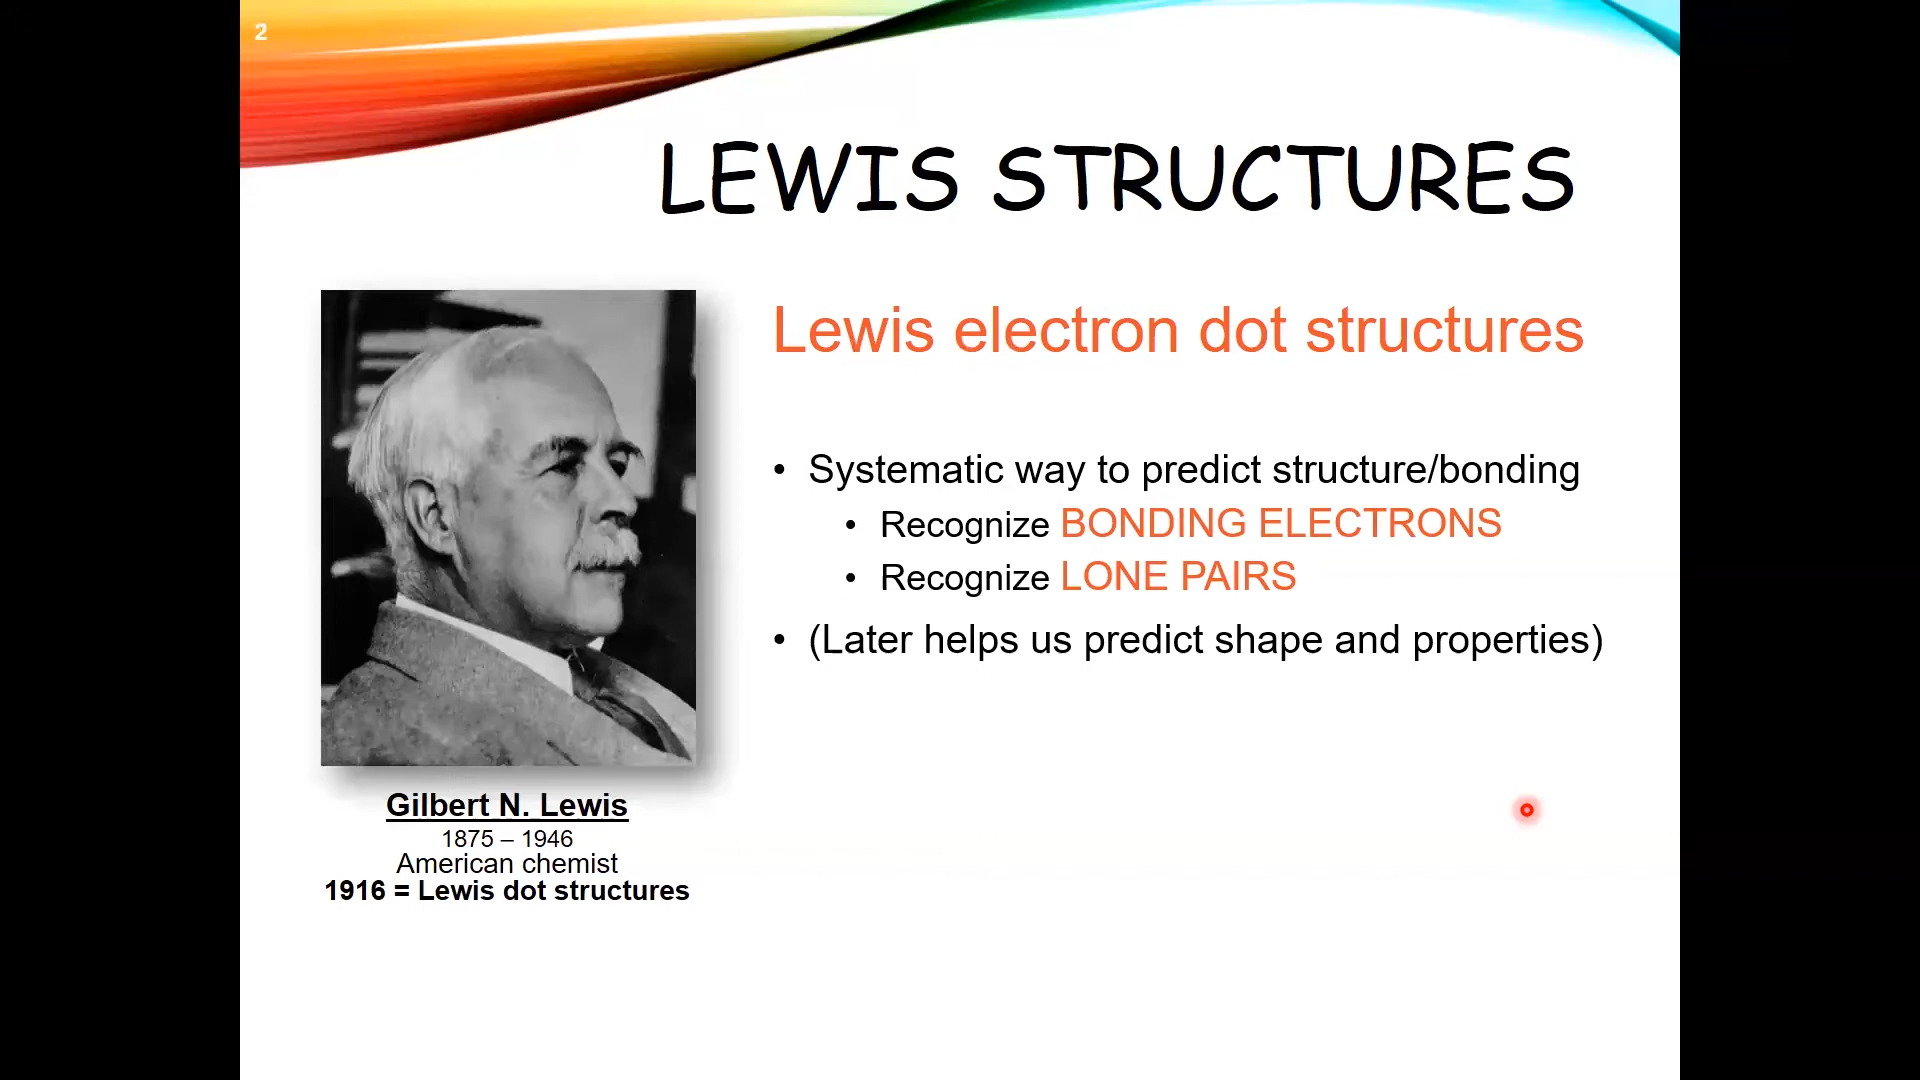 2
LEWIS STRUCTURES
Lewis electron dot structures
• Systematic way to predict structure/bonding
• Recognize BONDING ELECTRONS
• Recognize LONE PAIRS
• (Later helps us predict shape and properties)
Gilbert N. Lewis
1875 – 1946
American chemist
1916 = Lewis dot structures